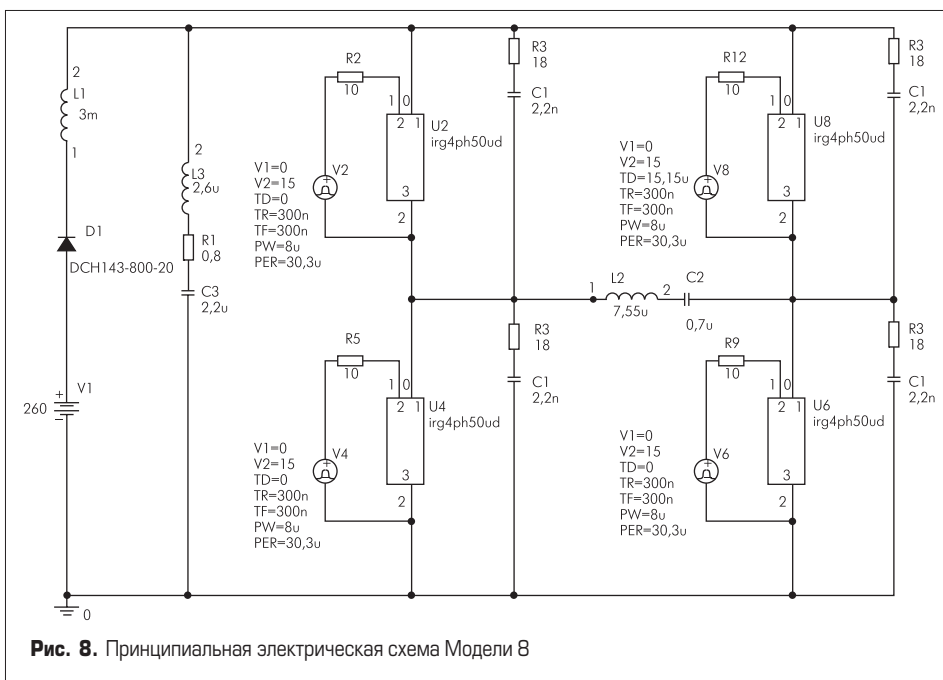 2
L1
3m
1
D1
DCH143-800-20
V1
+
260
−
0
2
L3
2,6u
R1
0,8
C3
2,2u
R2
10
1 0
2 1
U2
irg4ph50ud
3
2
V2
+
V1=0
V2=15
TD=0
TR=300n
TF=300n
PW=8u
PER=30,3u
R3
18
C1
2,2n
R5
10
1 0
2 1
U4
irg4ph50ud
3
2
V4
+
V1=0
V2=15
TD=0
TR=300n
TF=300n
PW=8u
PER=30,3u
R3
18
C1
2,2n
1
L2
2
7,55u
C2
0,7u
R12
10
1 0
2 1
U8
irg4ph50ud
3
2
V8
+
V1=0
V2=15
TD=15,15u
TR=300n
TF=300n
PW=8u
PER=30,3u
R3
18
C1
2,2n
R9
10
1 0
2 1
U6
irg4ph50ud
3
2
V6
+
V1=0
V2=15
TD=0
TR=300n
TF=300n
PW=8u
PER=30,3u
R3
18
C1
2,2n
Рис. 8. Принципиальная электрическая схема Модели 8